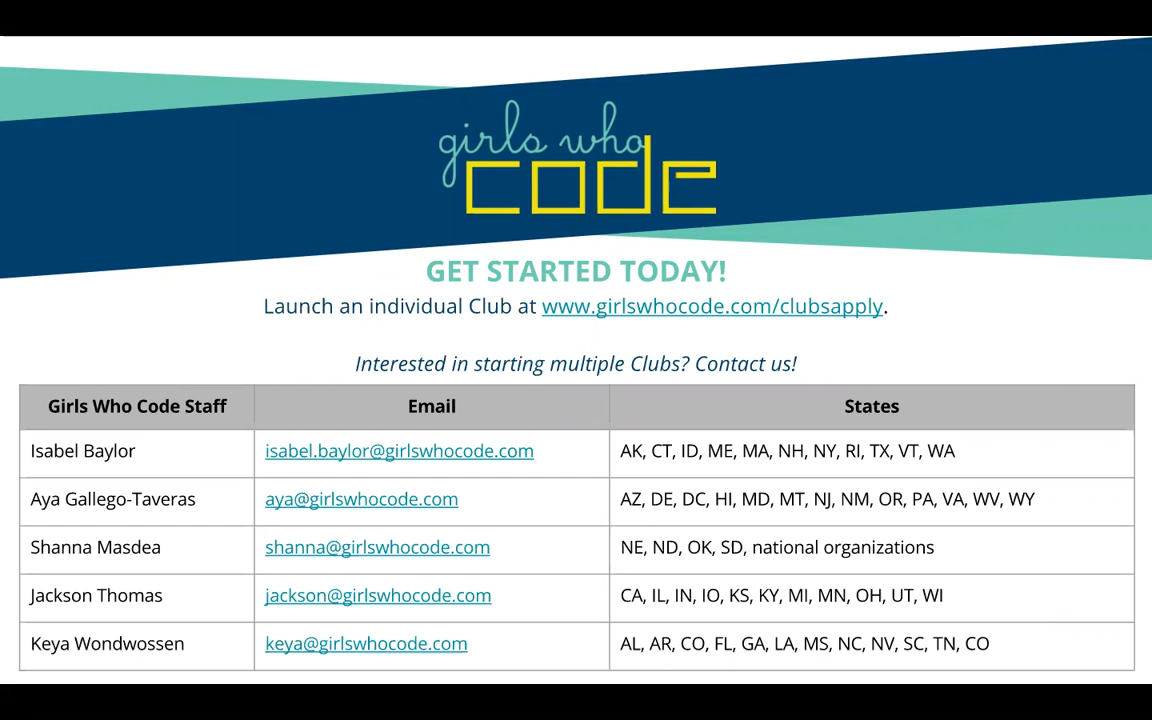 girls who
code
GET STARTED TODAY!
Launch an individual Club at www.girlswhocode.com/clubsapply.
Interested in starting multiple Clubs? Contact us!
Girls Who Code Staff Email States
Isabel Baylor isabel.baylor@girlswhocode.com AK, CT, ID, ME, MA, NH, NY, RI, TX, VT, WA
Aya Gallego-Taveras aya@girlswhocode.com AZ, DE, DC, HI, MD, MT, NJ, NM, OR, PA, VA, WV, WY
Shanna Masdea shanna@girlswhocode.com NE, ND, OK, SD, national organizations
Jackson Thomas jackson@girlswhocode.com CA, IL, IN, IO, KS, KY, MI, MN, OH, UT, WI
Keya Wondwossen keya@girlswhocode.com AL, AR, CO, FL, GA, LA, MS, NC, NV, SC, TN, CO